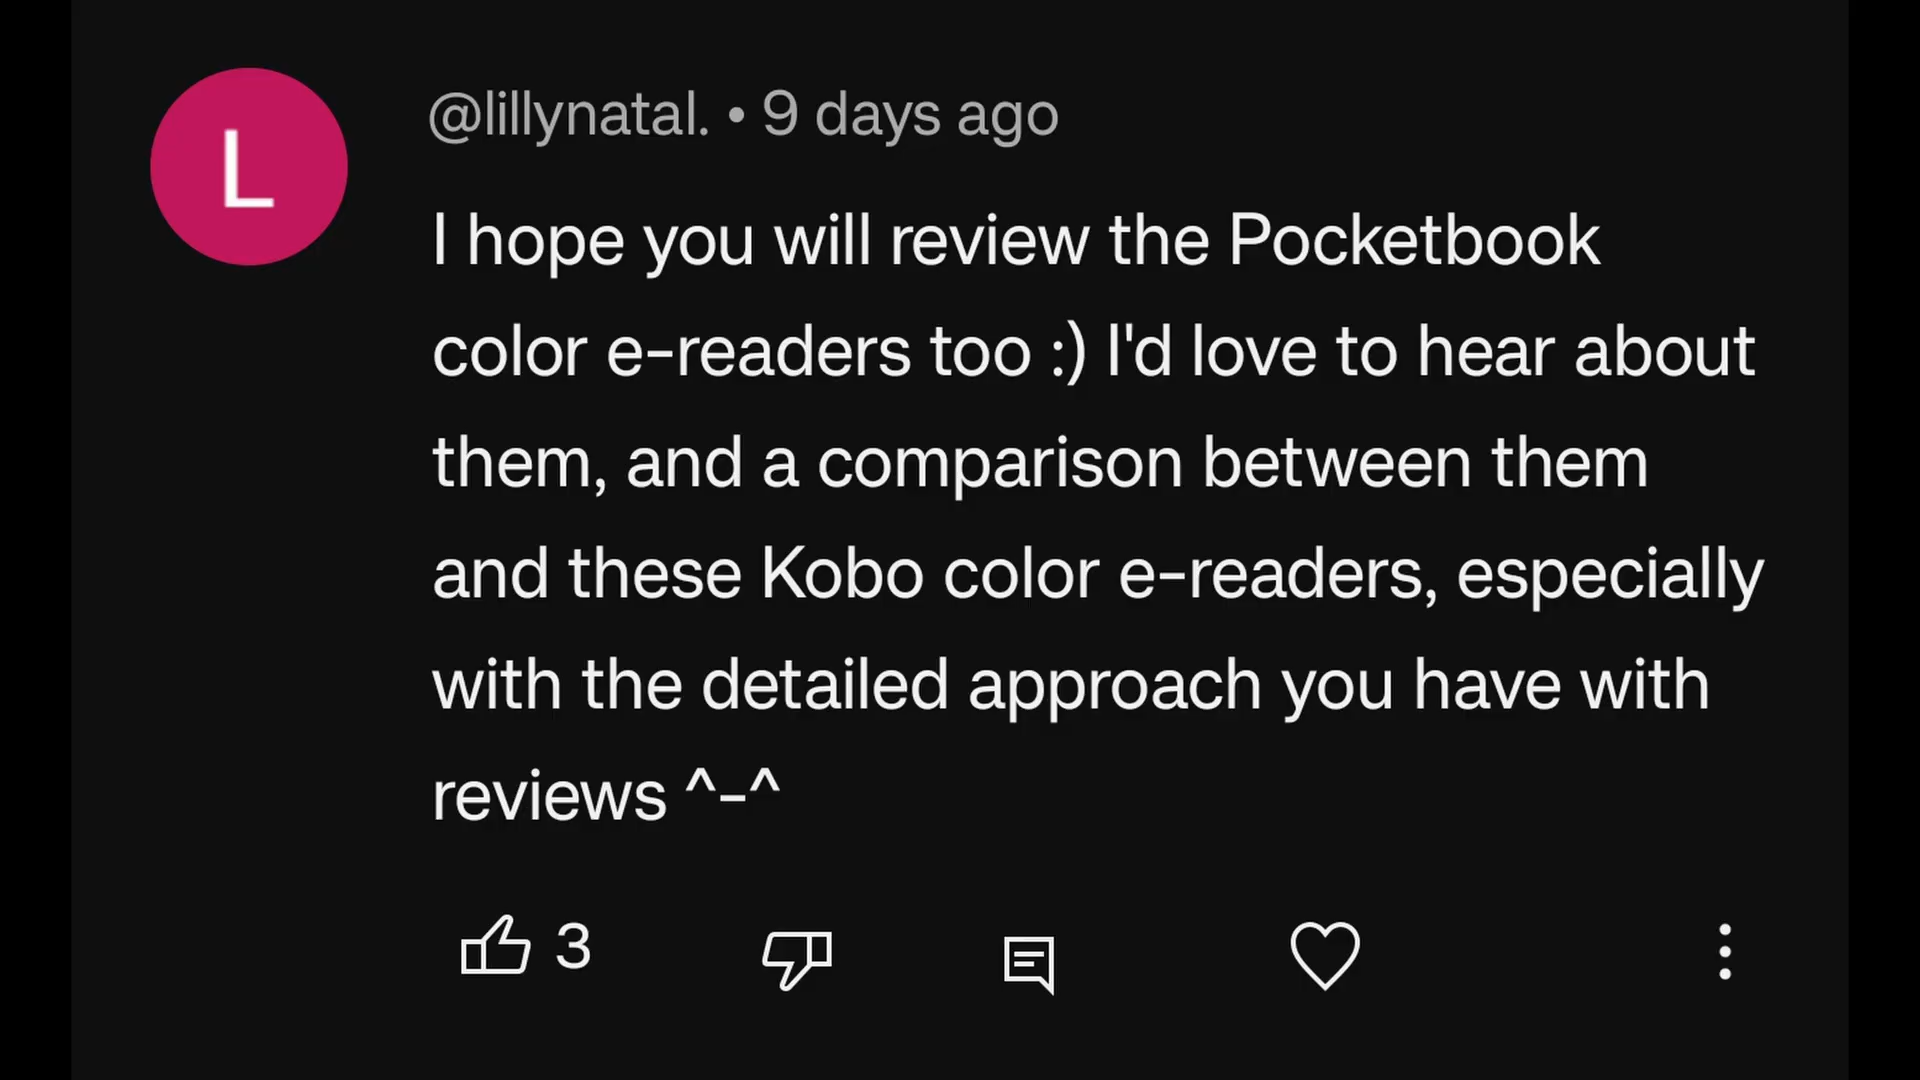 L
@lillynatal. • 9 days ago
I hope you will review the Pocketbook
color e-readers too :) I'd love to hear about
them, and a comparison between them
and these Kobo color e-readers, especially
with the detailed approach you have with
reviews ^-^
3